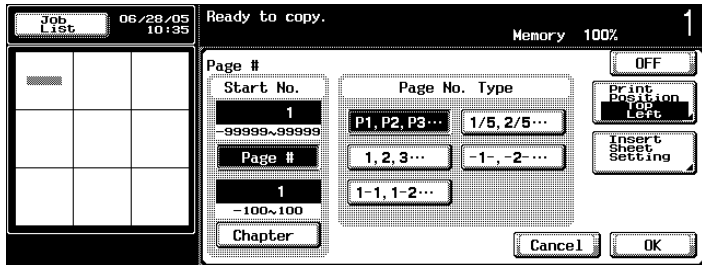 Job
List
06/28/05
10:35
Ready to copy.
Memory 100%
1
Page #
OFF
Start No.
1
-99999~99999
Page #
1
-100~100
Chapter
Page No. Type
P1, P2, P3···
1/5, 2/5···
1, 2, 3···
-1-, -2-···
1-1, 1-2···
Print
Position
Top
Left
Insert
Sheet
Setting
Cancel
OK